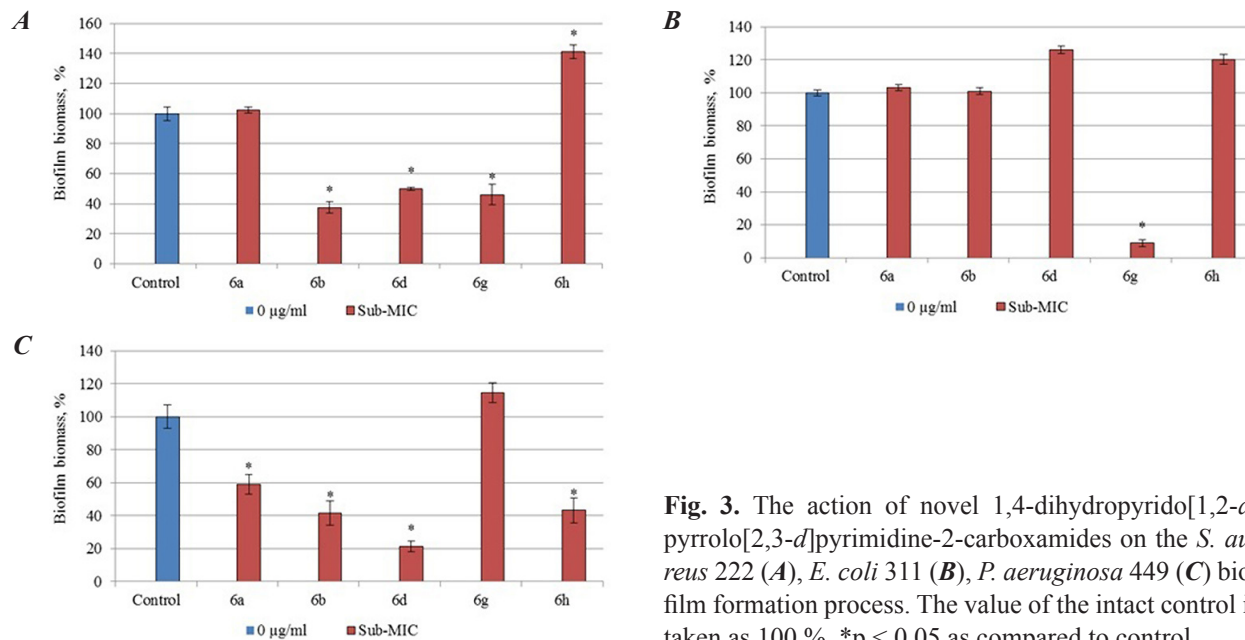 A
160
140
120
100
80
60
40
20
0
Biofilm biomass, %
*
*
*
*
Control 6a 6b 6d 6g 6h
0 µg/ml Sub-MIC
B
140
120
100
80
60
40
20
0
Biofilm biomass, %
*
Control 6a 6b 6d 6g 6h
0 µg/ml Sub-MIC
C
140
120
100
80
60
40
20
0
Biofilm biomass, %
*
*
*
*
Control 6a 6b 6d 6g 6h
0 µg/ml Sub-MIC
Fig. 3. The action of novel 1,4-dihydropyrido[1,2-
pyrrolo[2,3-d]pyrimidine-2-carboxamides on the S. au-
reus 222 (A), E. coli 311 (B), P. aeruginosa 449 (C) bio
film formation process. The value of the intact control i
taken as 100 %. *p ≤ 0.05 as compared to control